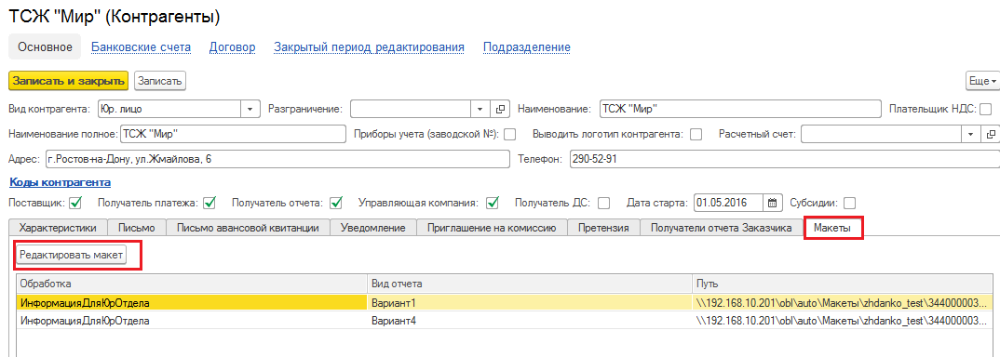 ТСЖ "Мир" (Контрагенты)
Основное Банковские счета Договор Закрытый период редактирования Подразделение
Записать и закрыть Записать Еще
Вид контрагента: Юр. лицо Разграничение: Наименование: ТСЖ "Мир" Плательщик НДС:
Наименование полное: ТСЖ "Мир" Приборы учета (заводской №): Выводить логотип контрагента: Расчетный счет:
Адрес: г.Ростов-на-Дону, ул.Жмайлова, 6 Телефон: 290-52-91
Коды контрагента
Поставщик: Получатель платежа: Получатель отчета: Управляющая компания: Получатель ДС: Дата старта: 01.05.2016 Субсидии:
Характеристики Письмо Письмо авансовой квитанции Уведомление Приглашение на комиссию Претензия Получатели отчета Заказчика Макеты
Редактировать макет
Обработка Вид отчета Путь
ИнформацияДляЮрОтдела Вариант1 \\192.168.10.201\obl\auto\Макеты\zhdanko_test\344000003...
ИнформацияДляЮрОтдела Вариант4 \\192.168.10.201\obl\auto\Макеты\zhdanko_test\344000003...